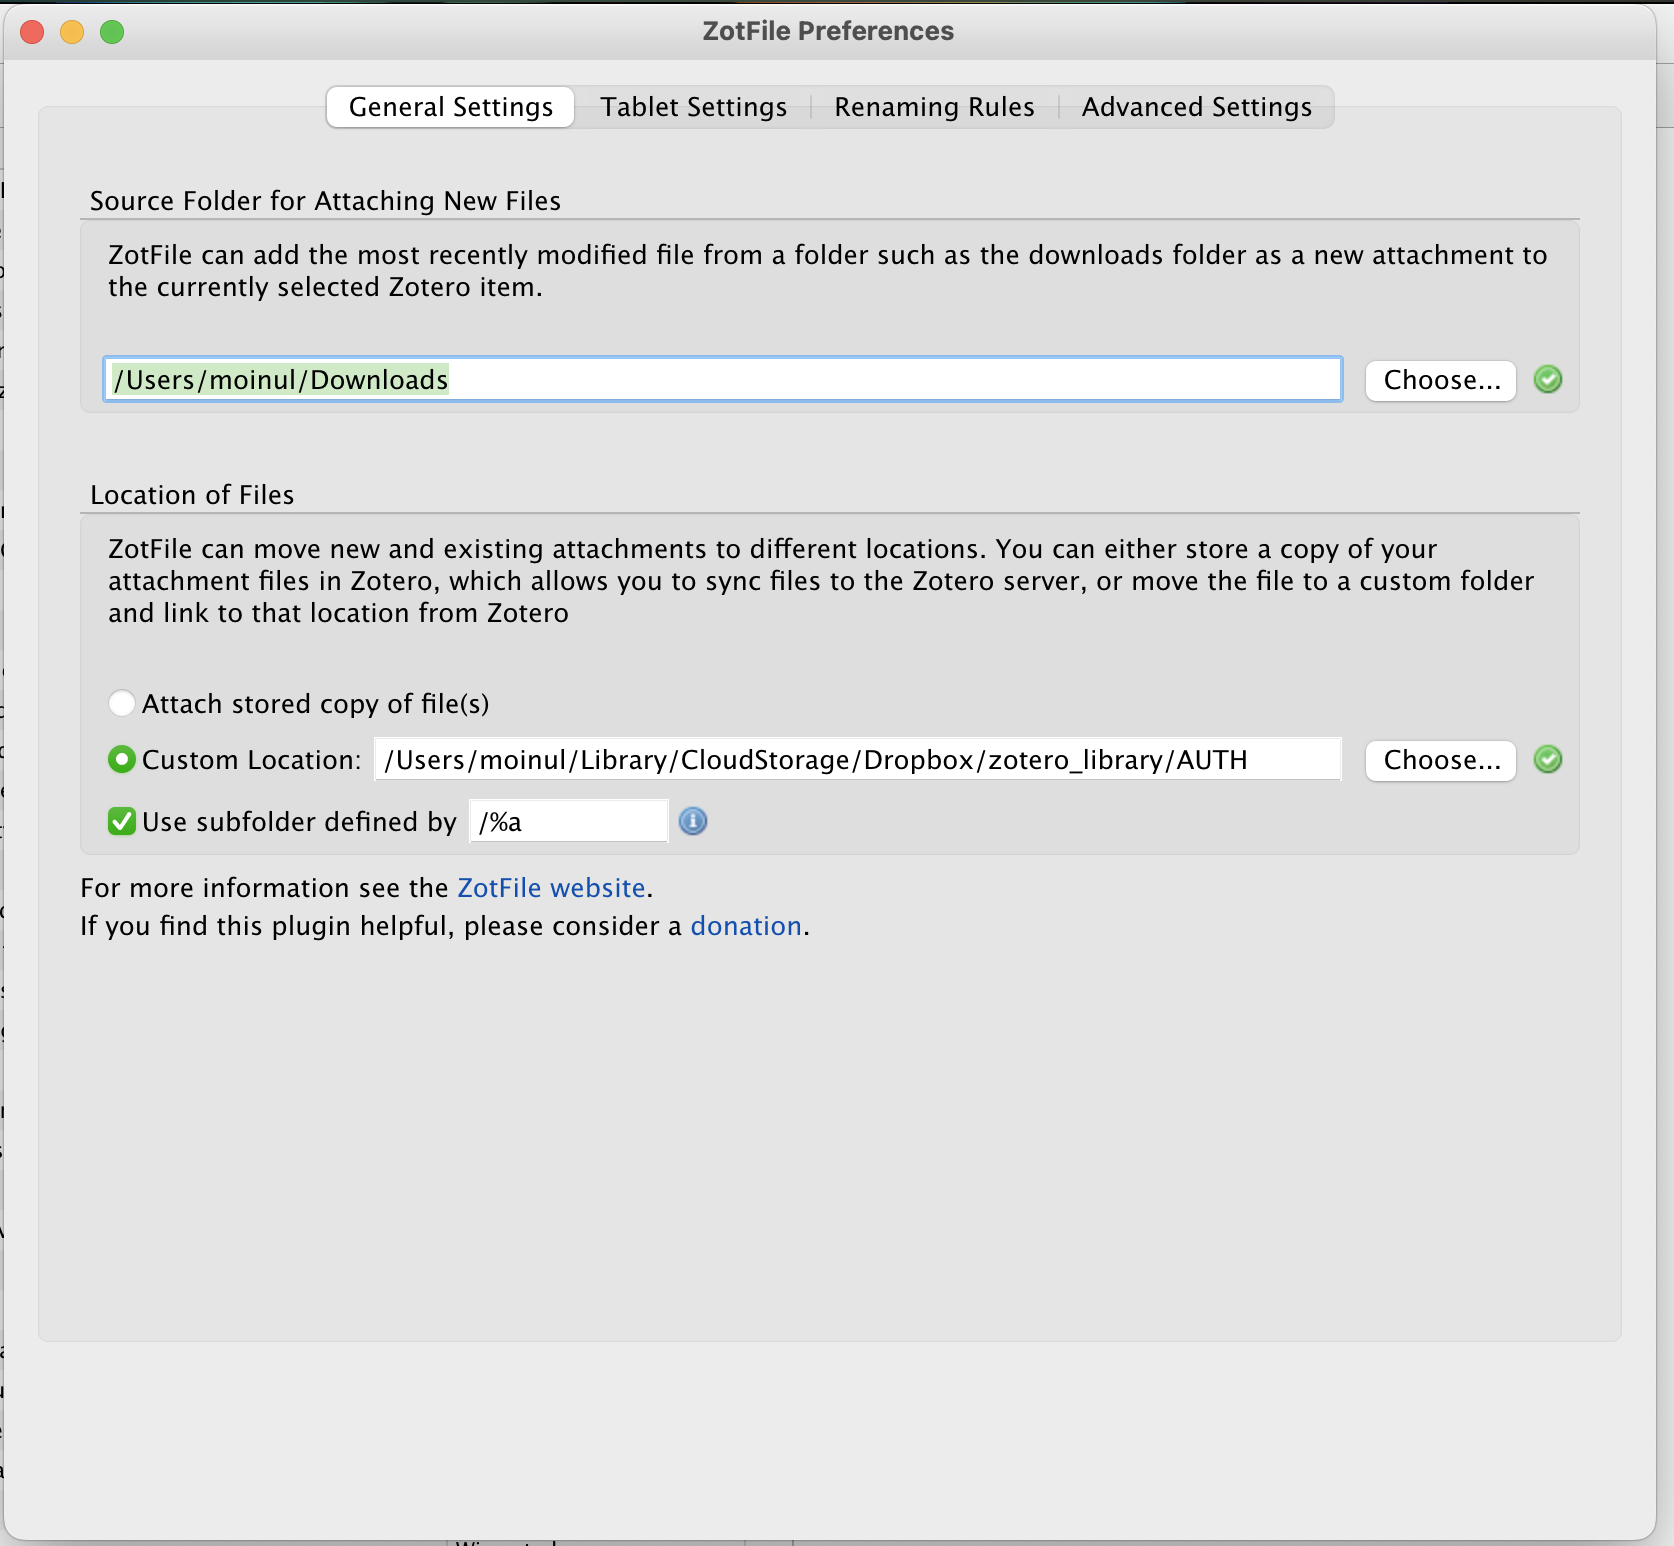 ZotFile Preferences
General Settings
Tablet Settings
Renaming Rules
Advanced Settings
Source Folder for Attaching New Files
ZotFile can add the most recently modified file from a folder such as the downloads folder as a new attachment to
the currently selected Zotero item.
/Users/moinul/Downloads
Choose...
Location of Files
ZotFile can move new and existing attachments to different locations. You can either store a copy of your
attachment files in Zotero, which allows you to sync files to the Zotero server, or move the file to a custom folder
and link to that location from Zotero
Attach stored copy of file(s)
Custom Location: /Users/moinul/Library/CloudStorage/Dropbox/zotero_library/AUTH
Choose...
Use subfolder defined by /%a
For more information see the ZotFile website.
If you find this plugin helpful, please consider a donation.